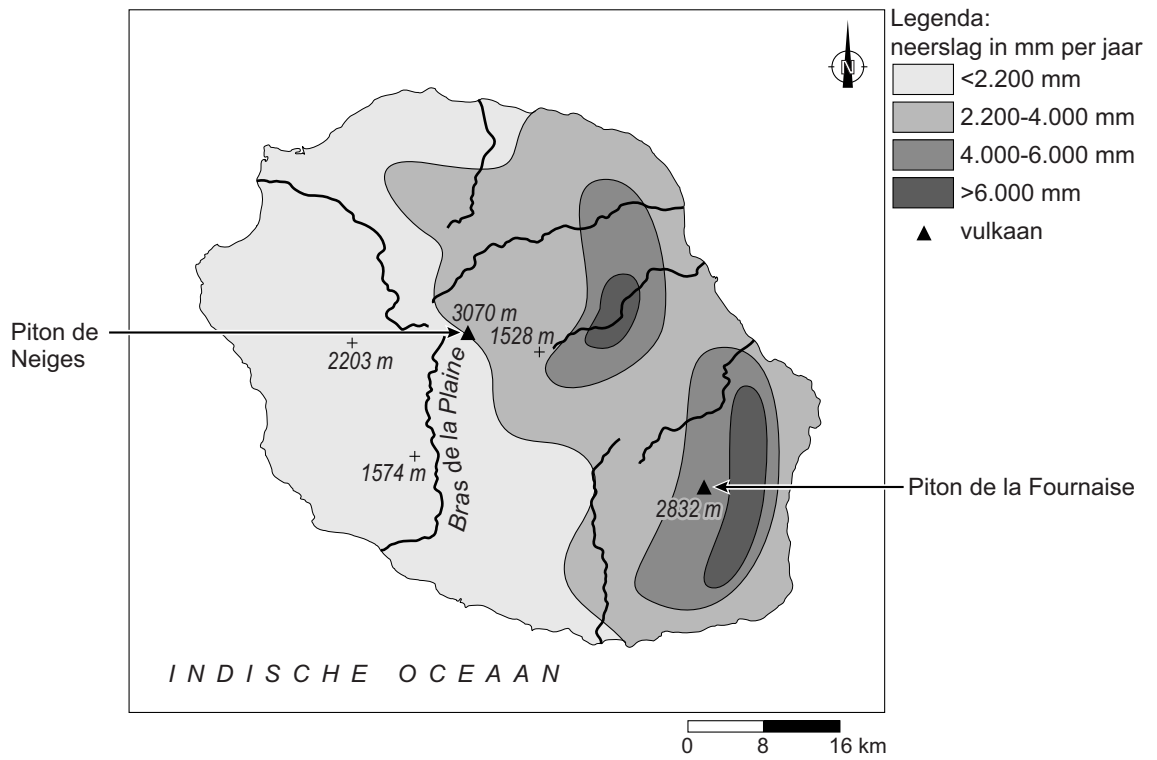 Legenda:
neerslag in mm per jaar
<2.200 mm
2.200-4.000 mm
4.000-6.000 mm
>6.000 mm
vulkaan
N
Piton de
Neiges
3070 m
1528 m
2203 m
Bras de la Plaine
1574 m
Piton de la Fournaise
2832 m
INDISCHE OCEAAN
0 8 16 km